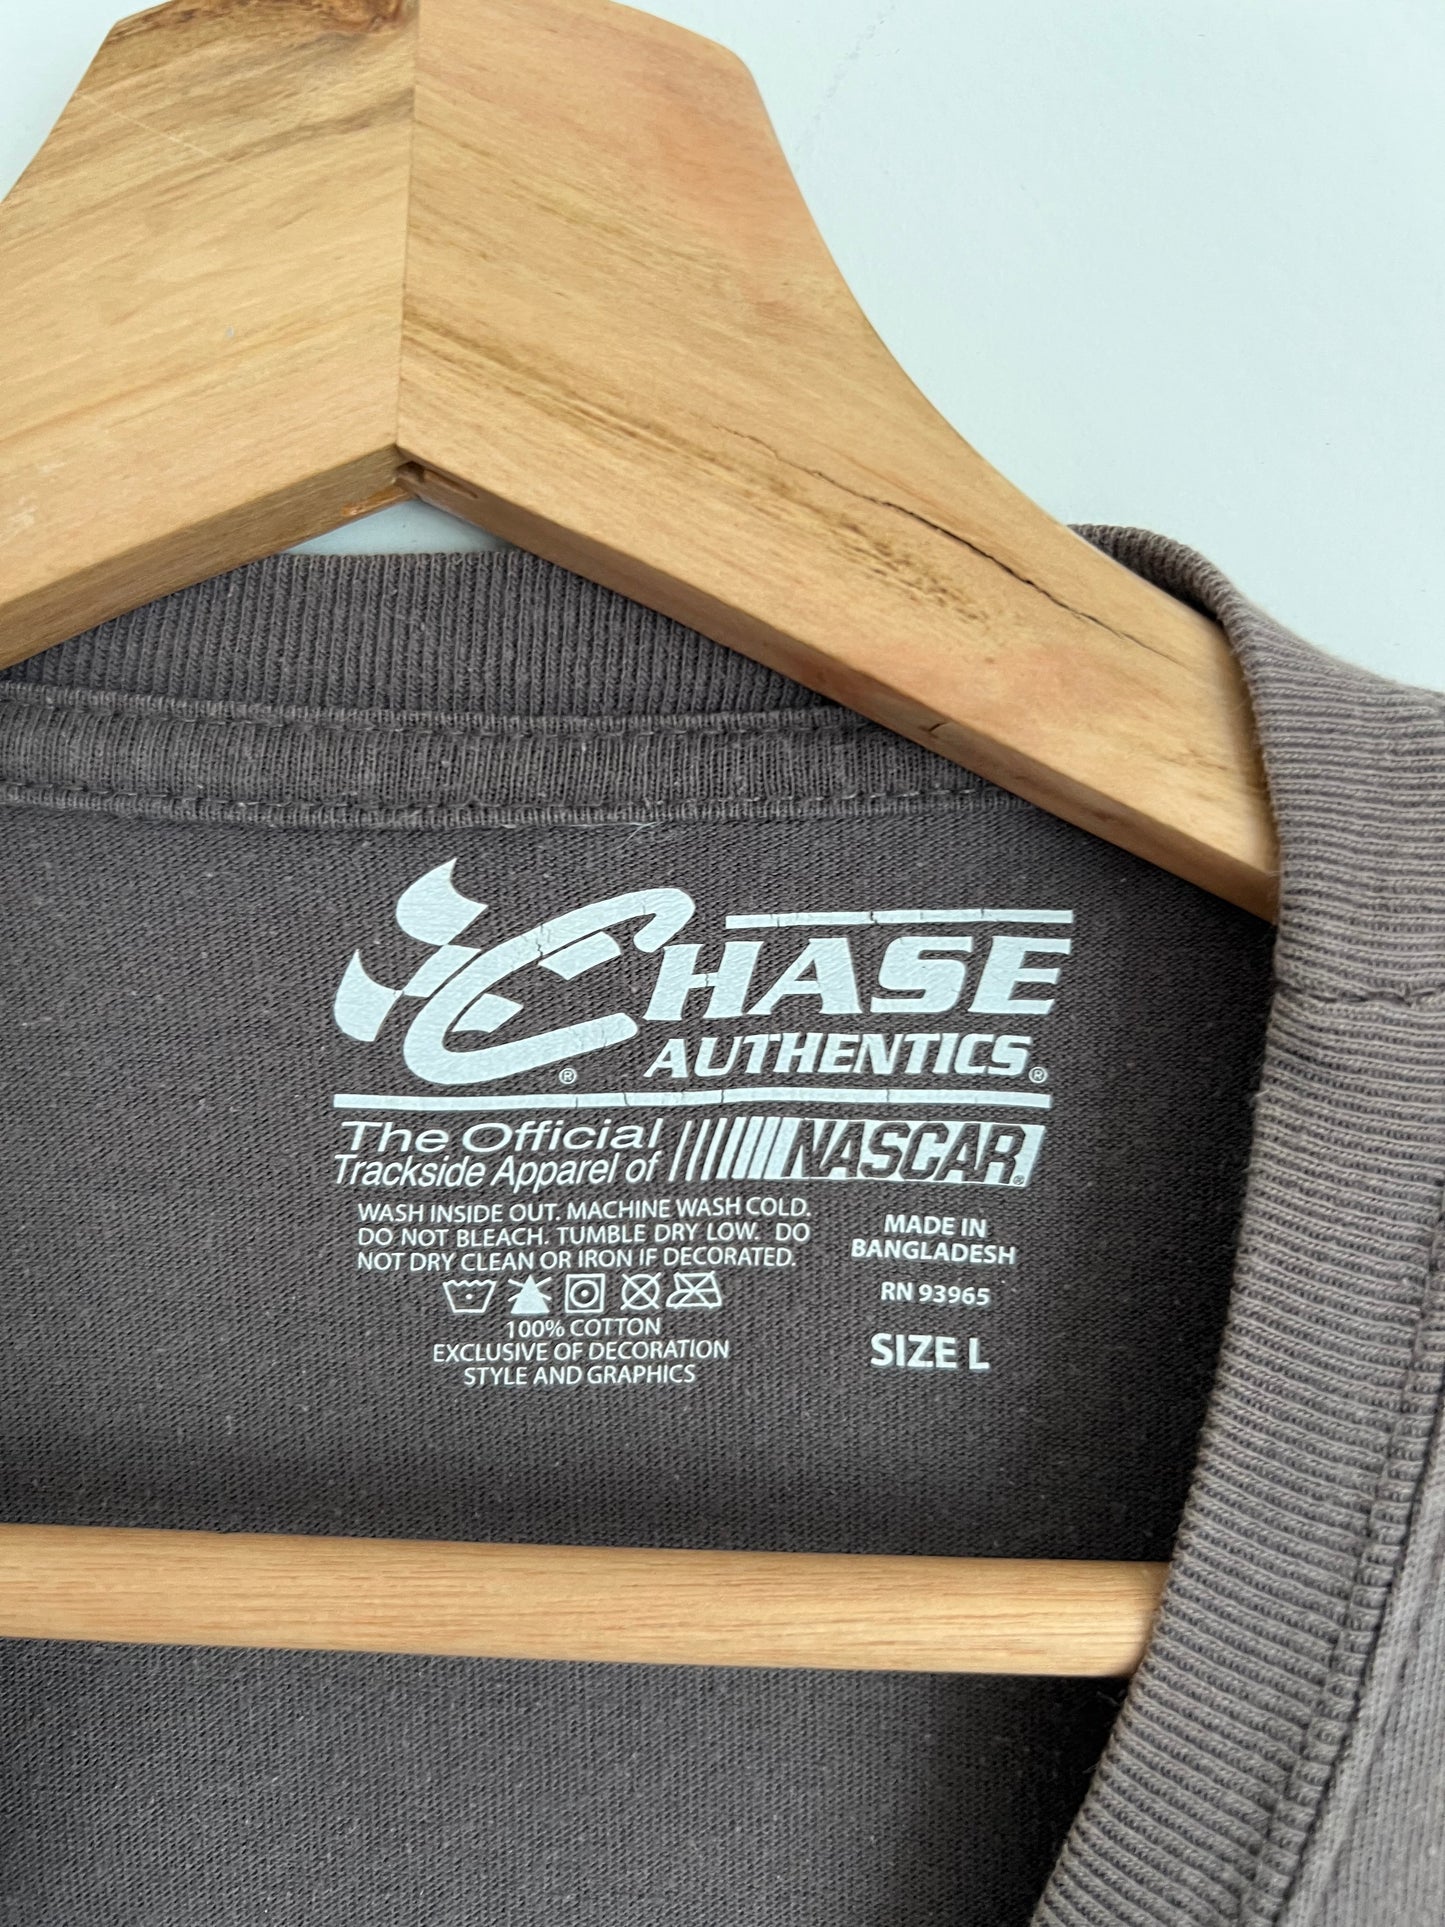 CHASE
AUTHENTICS®
®
The Official
Trackside Apparel of NASCAR®
WASH INSIDE OUT. MACHINE WASH COLD.
DO NOT BLEACH. TUMBLE DRY LOW. DO
NOT DRY CLEAN OR IRON IF DECORATED.
100% COTTON
EXCLUSIVE OF DECORATION
STYLE AND GRAPHICS
MADE IN
BANGLADESH
RN 93965
SIZE L